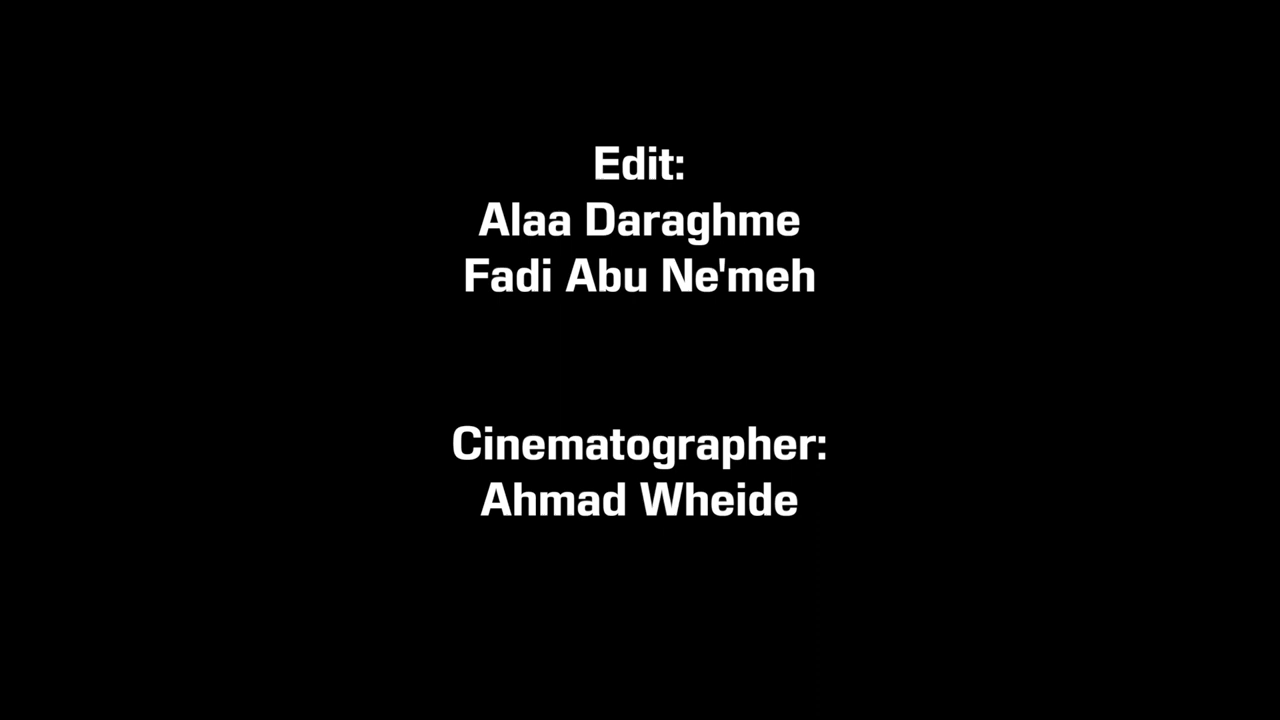 Edit:
Alaa Daraghme
Fadi Abu Ne'meh
Cinematographer:
Ahmad Wheide